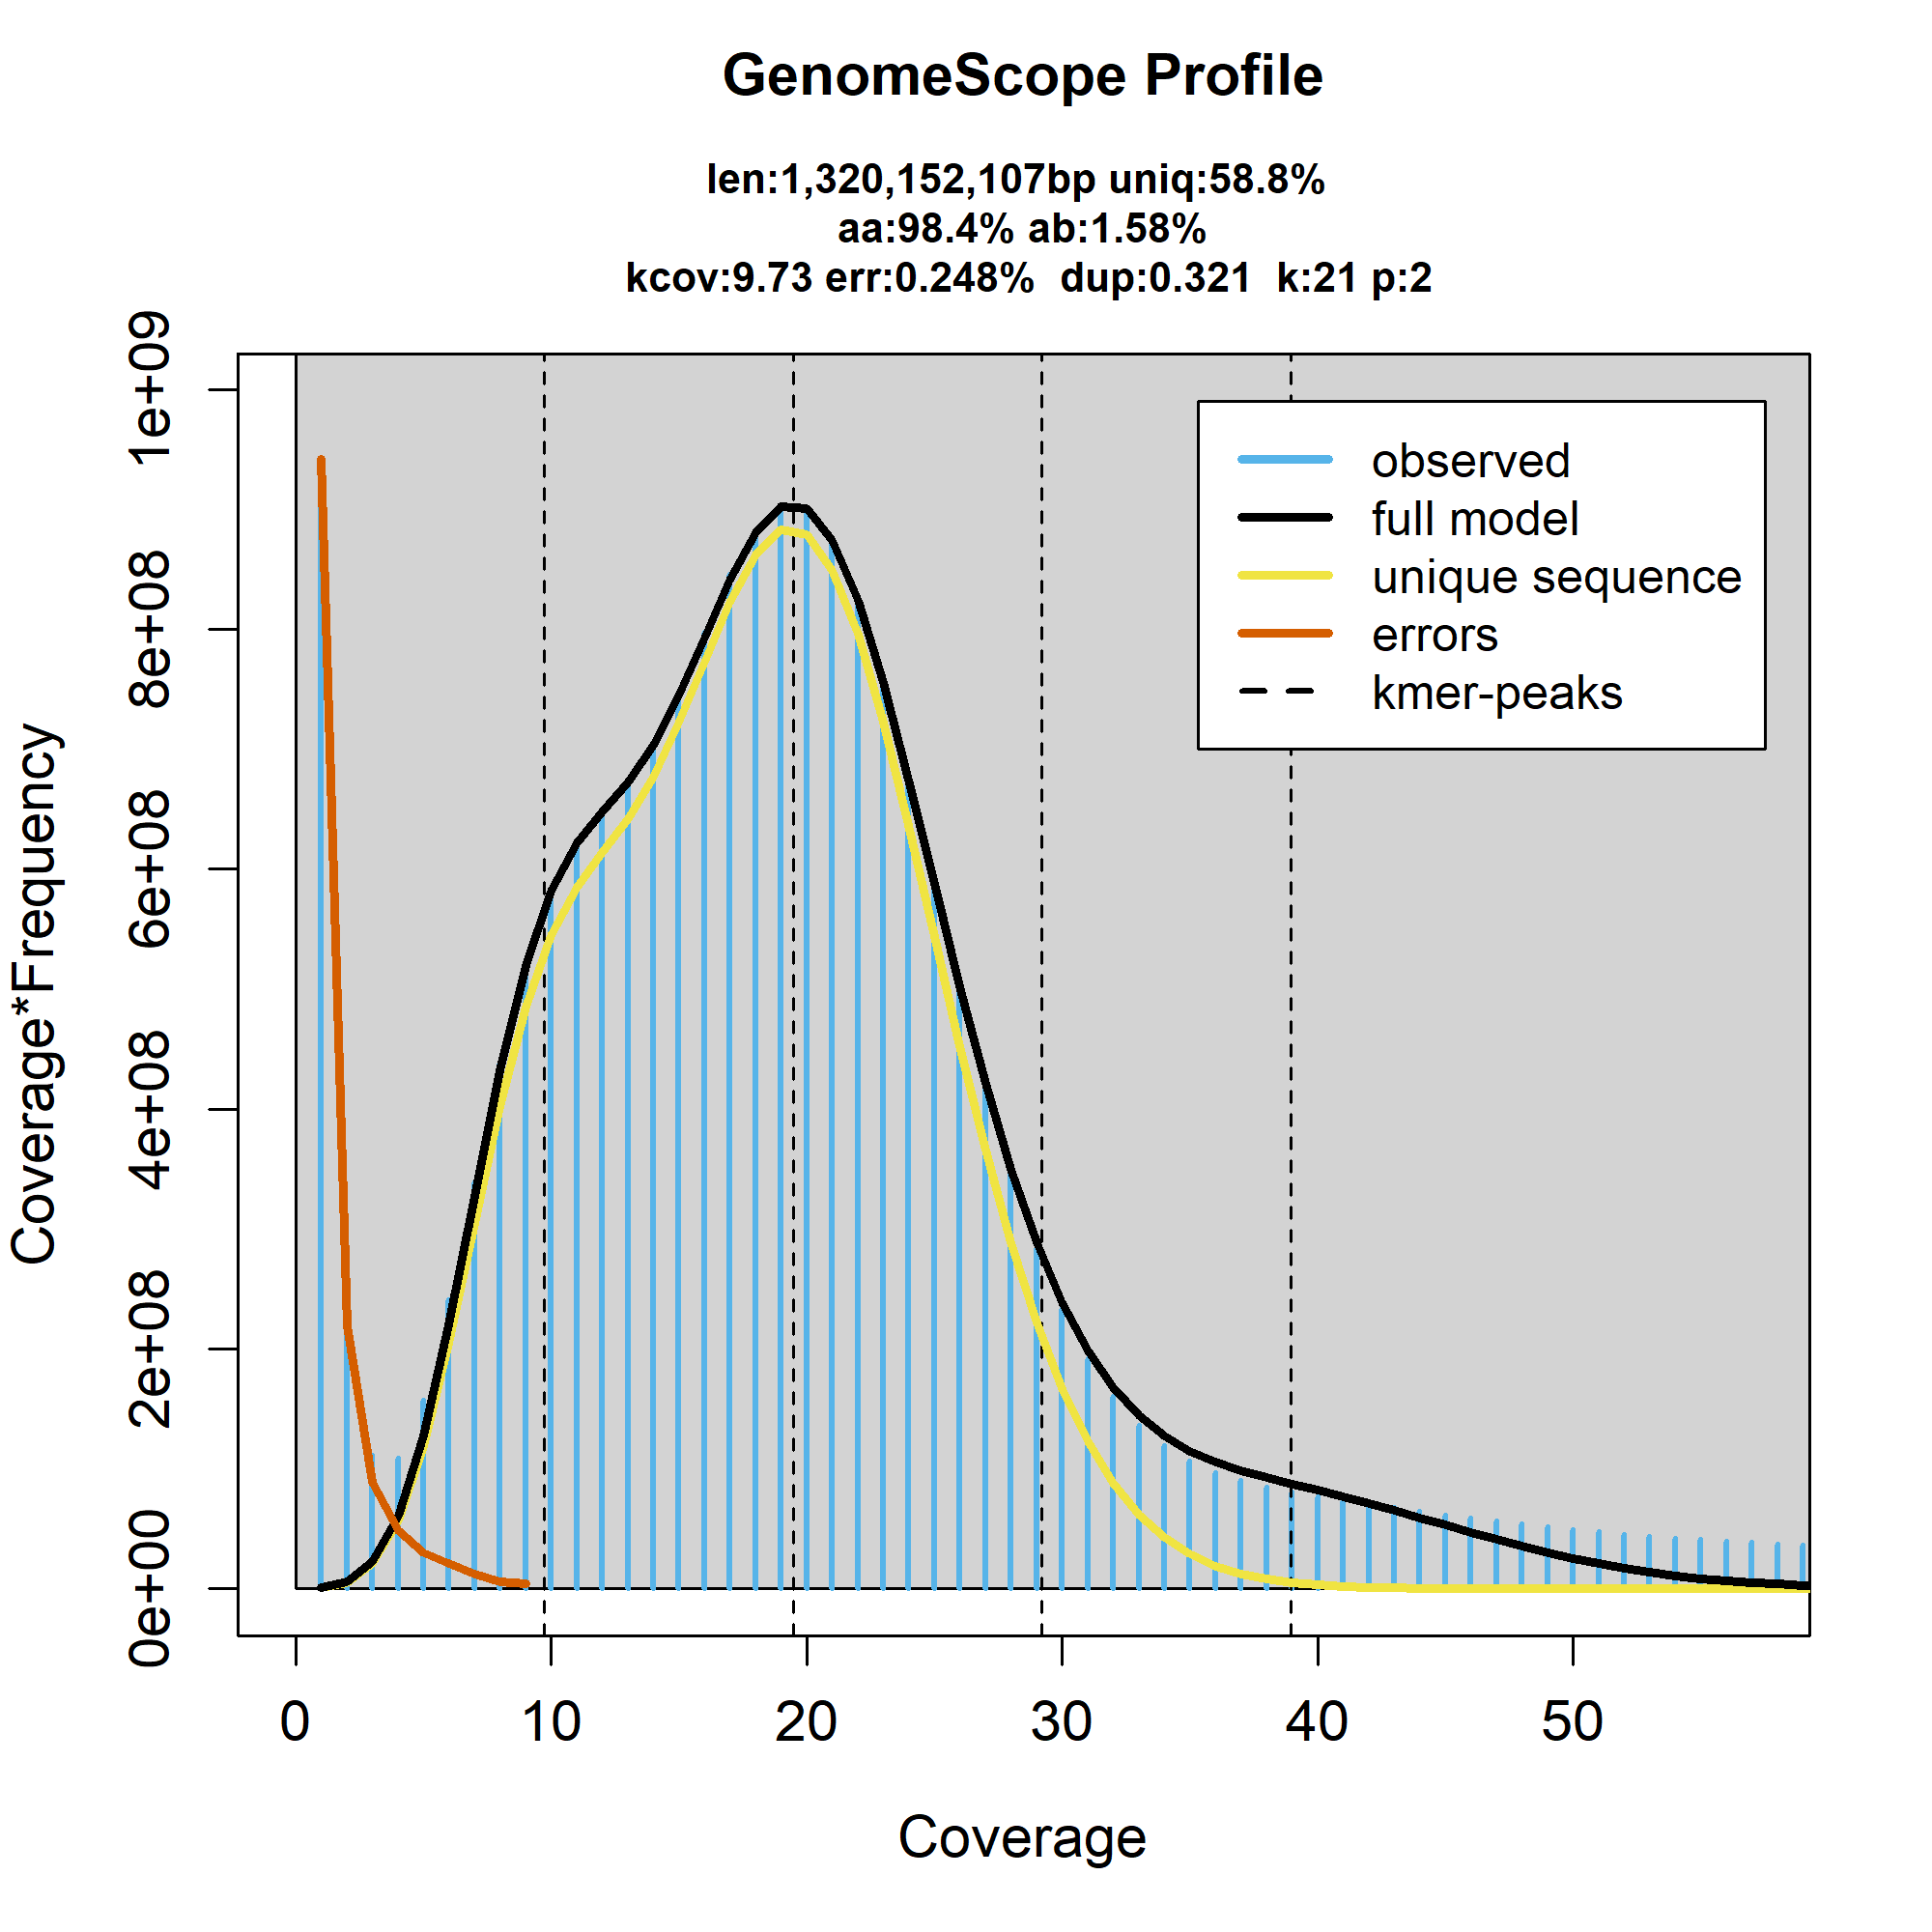 GenomeScope Profile
len:1,320,152,107bp uniq:58.8%
aa:98.4% ab:1.58%
kcov:9.73 err:0.248%  dup:0.321  k:21 p:2
observed
full model
unique sequence
errors
kmer-peaks
Coverage*Frequency
1e+09
8e+08
6e+08
4e+08
2e+08
0e+00
0 10 20 30 40 50
Coverage